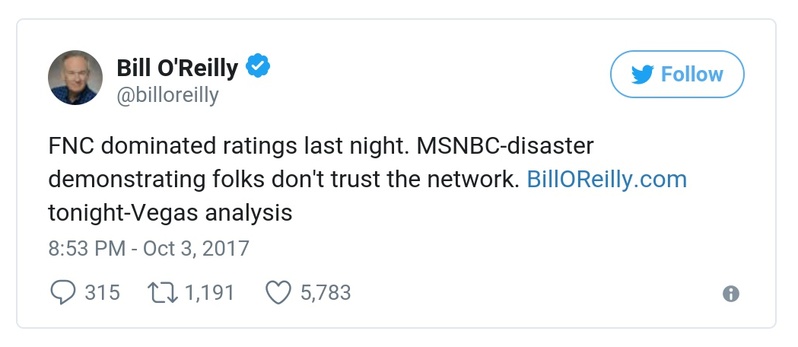 Bill O'Reilly
@billoreilly
Follow
FNC dominated ratings last night. MSNBC-disaster
demonstrating folks don't trust the network. BillOReilly.com
tonight-Vegas analysis
8:53 PM - Oct 3, 2017
315 1,191 5,783